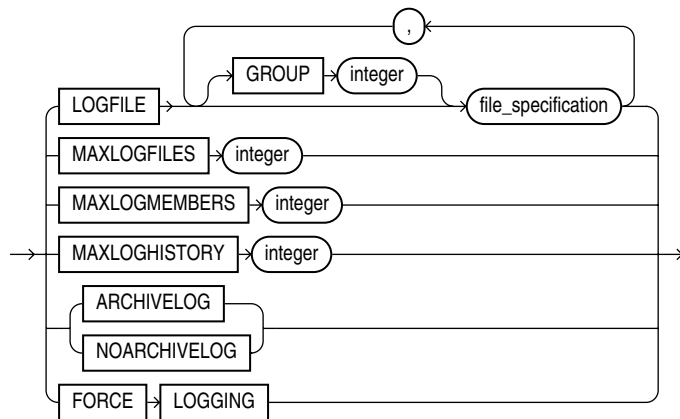 ,
GROUP integer
LOGFILE file_specification
MAXLOGFILES integer
MAXLOGMEMBERS integer
MAXLOGHISTORY integer
ARCHIVELOG
NOARCHIVELOG
FORCE LOGGING